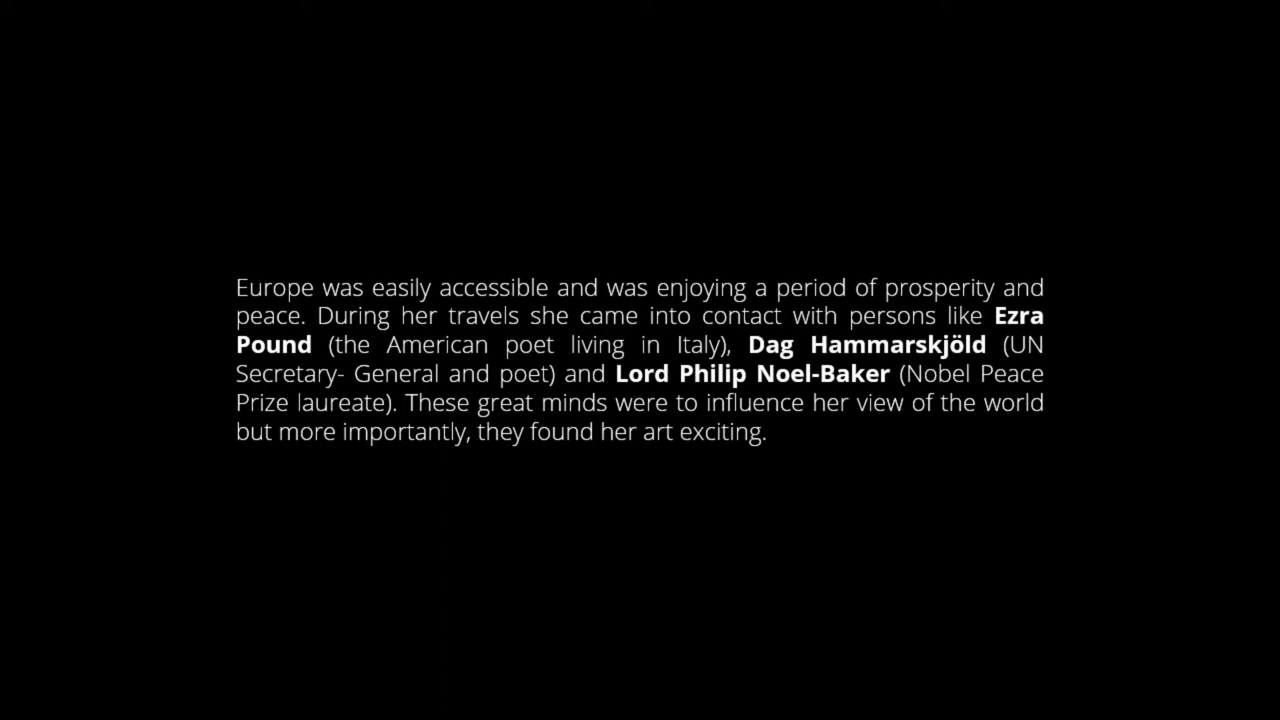 Europe was easily accessible and was enjoying a period of prosperity and
peace. During her travels she came into contact with persons like Ezra
Pound (the American poet living in Italy), Dag Hammarskjöld (UN
Secretary- General and poet) and Lord Philip Noel-Baker (Nobel Peace
Prize laureate). These great minds were to influence her view of the world
but more importantly, they found her art exciting.